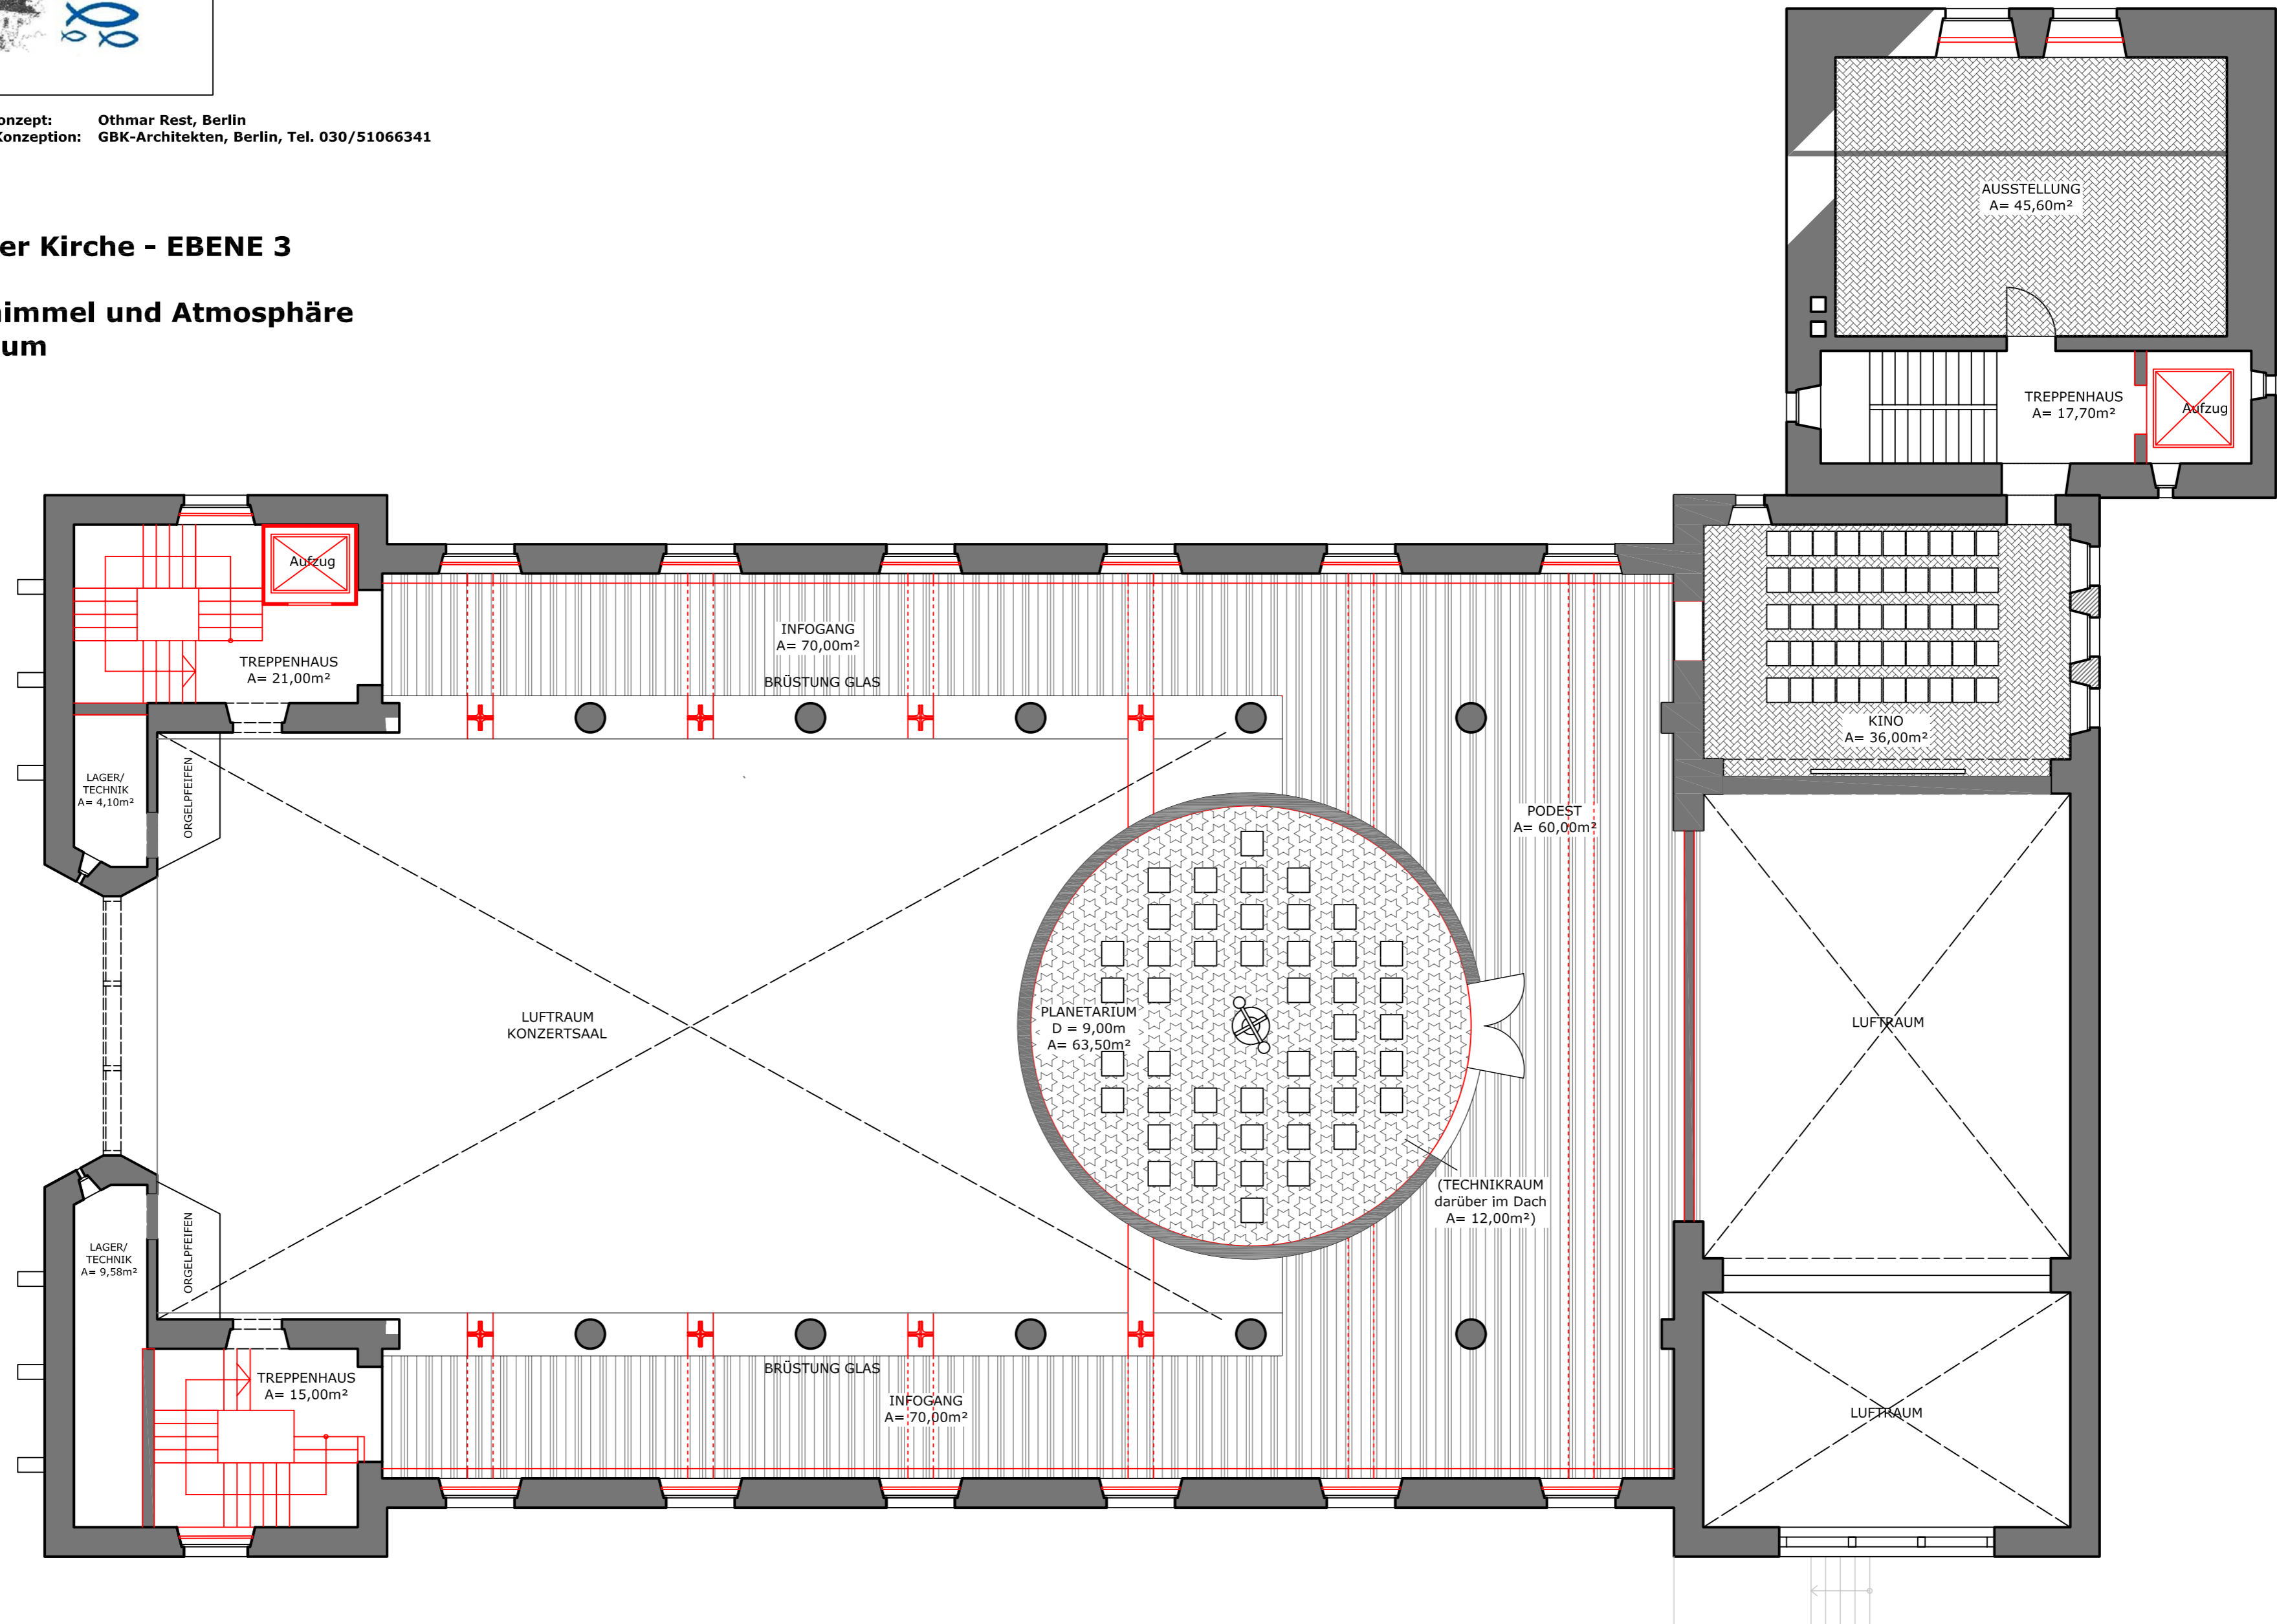 onzept: Othmar Rest, Berlin
Konzeption: GBK-Architekten, Berlin, Tel. 030/51066341
er Kirche - EBENE 3
immel und Atmosphäre
um
AUSSTELLUNG
A= 45,60m²
TREPPENHAUS
A= 17,70m²
Aufzug
Aufzug
TREPPENHAUS
A= 21,00m²
INFOGANG
A= 70,00m²
BRÜSTUNG GLAS
KINO
A= 36,00m²
LAGER/
TECHNIK
A= 4,10m²
ORGELPFEIFEN
PODEST
A= 60,00m²
LUFTRAUM
KONZERTSAAL
PLANETARIUM
D = 9,00m
A= 63,50m²
LUFTRAUM
(TECHNIKRAUM
darüber im Dach
A= 12,00m²)
LAGER/
TECHNIK
A= 9,58m²
ORGELPFEIFEN
BRÜSTUNG GLAS
TREPPENHAUS
A= 15,00m²
INFOGANG
A= 70,00m²
LUFTRAUM